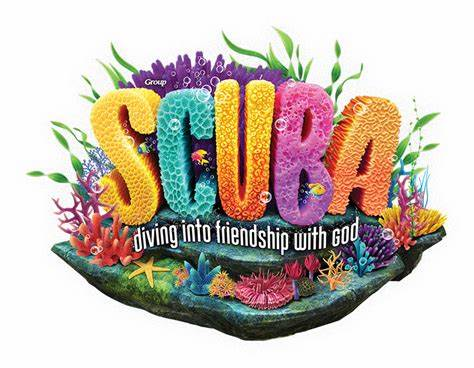 Group
SCUBA
diving into friendship with God